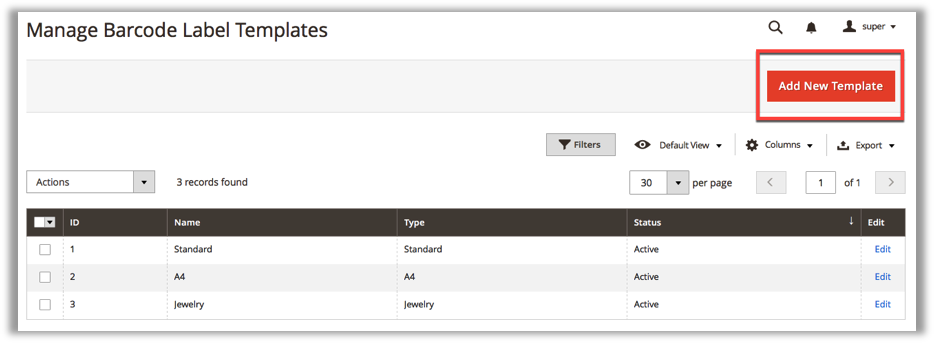 Manage Barcode Label Templates
super
Add New Template
Filters Default View Columns Export
Actions 3 records found 30 per page 1 of 1
ID Name Type Status ↓ Edit
1 Standard Standard Active Edit
2 A4 A4 Active Edit
3 Jewelry Jewelry Active Edit